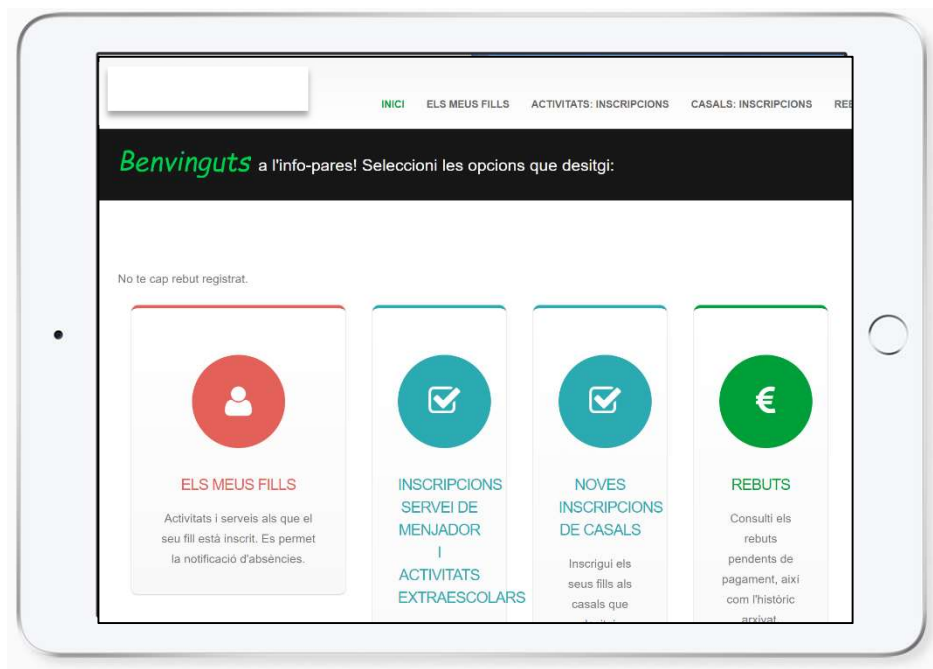 INICI ELS MEUS FILLS ACTIVITATS: INSCRIPCIONS CASALS: INSCRIPCIONS
Benvinguts a l'info-pares! Seleccioni les opcions que desitgi:
No te cap rebut registrat.
ELS MEUS FILLS
Activitats i serveis als que el
seu fill està inscrit. Es permet
la notificació d'absències.
INSCRIPCIONS
SERVEI DE
MENJADOR
I
ACTIVITATS
EXTRAESCOLARS
NOVES
INSCRIPCIONS
DE CASALS
Inscrigui els
seus fills als
casals que
€
REBUTS
Consulti els
rebuts
pendents de
pagament, així
com l'històric
arxivat